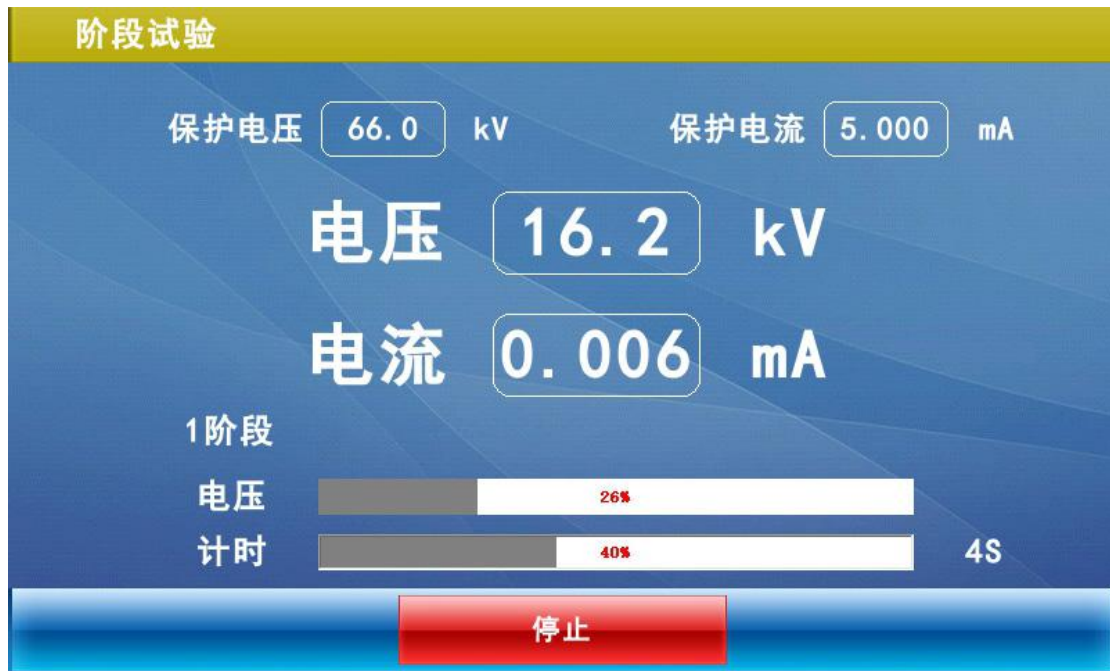 阶段试验
保护电压 66.0 kV 保护电流 5.000 mA
电压 16.2 kV
电流 0.006 mA
1阶段
电压 26%
计时 40% 4S
停止